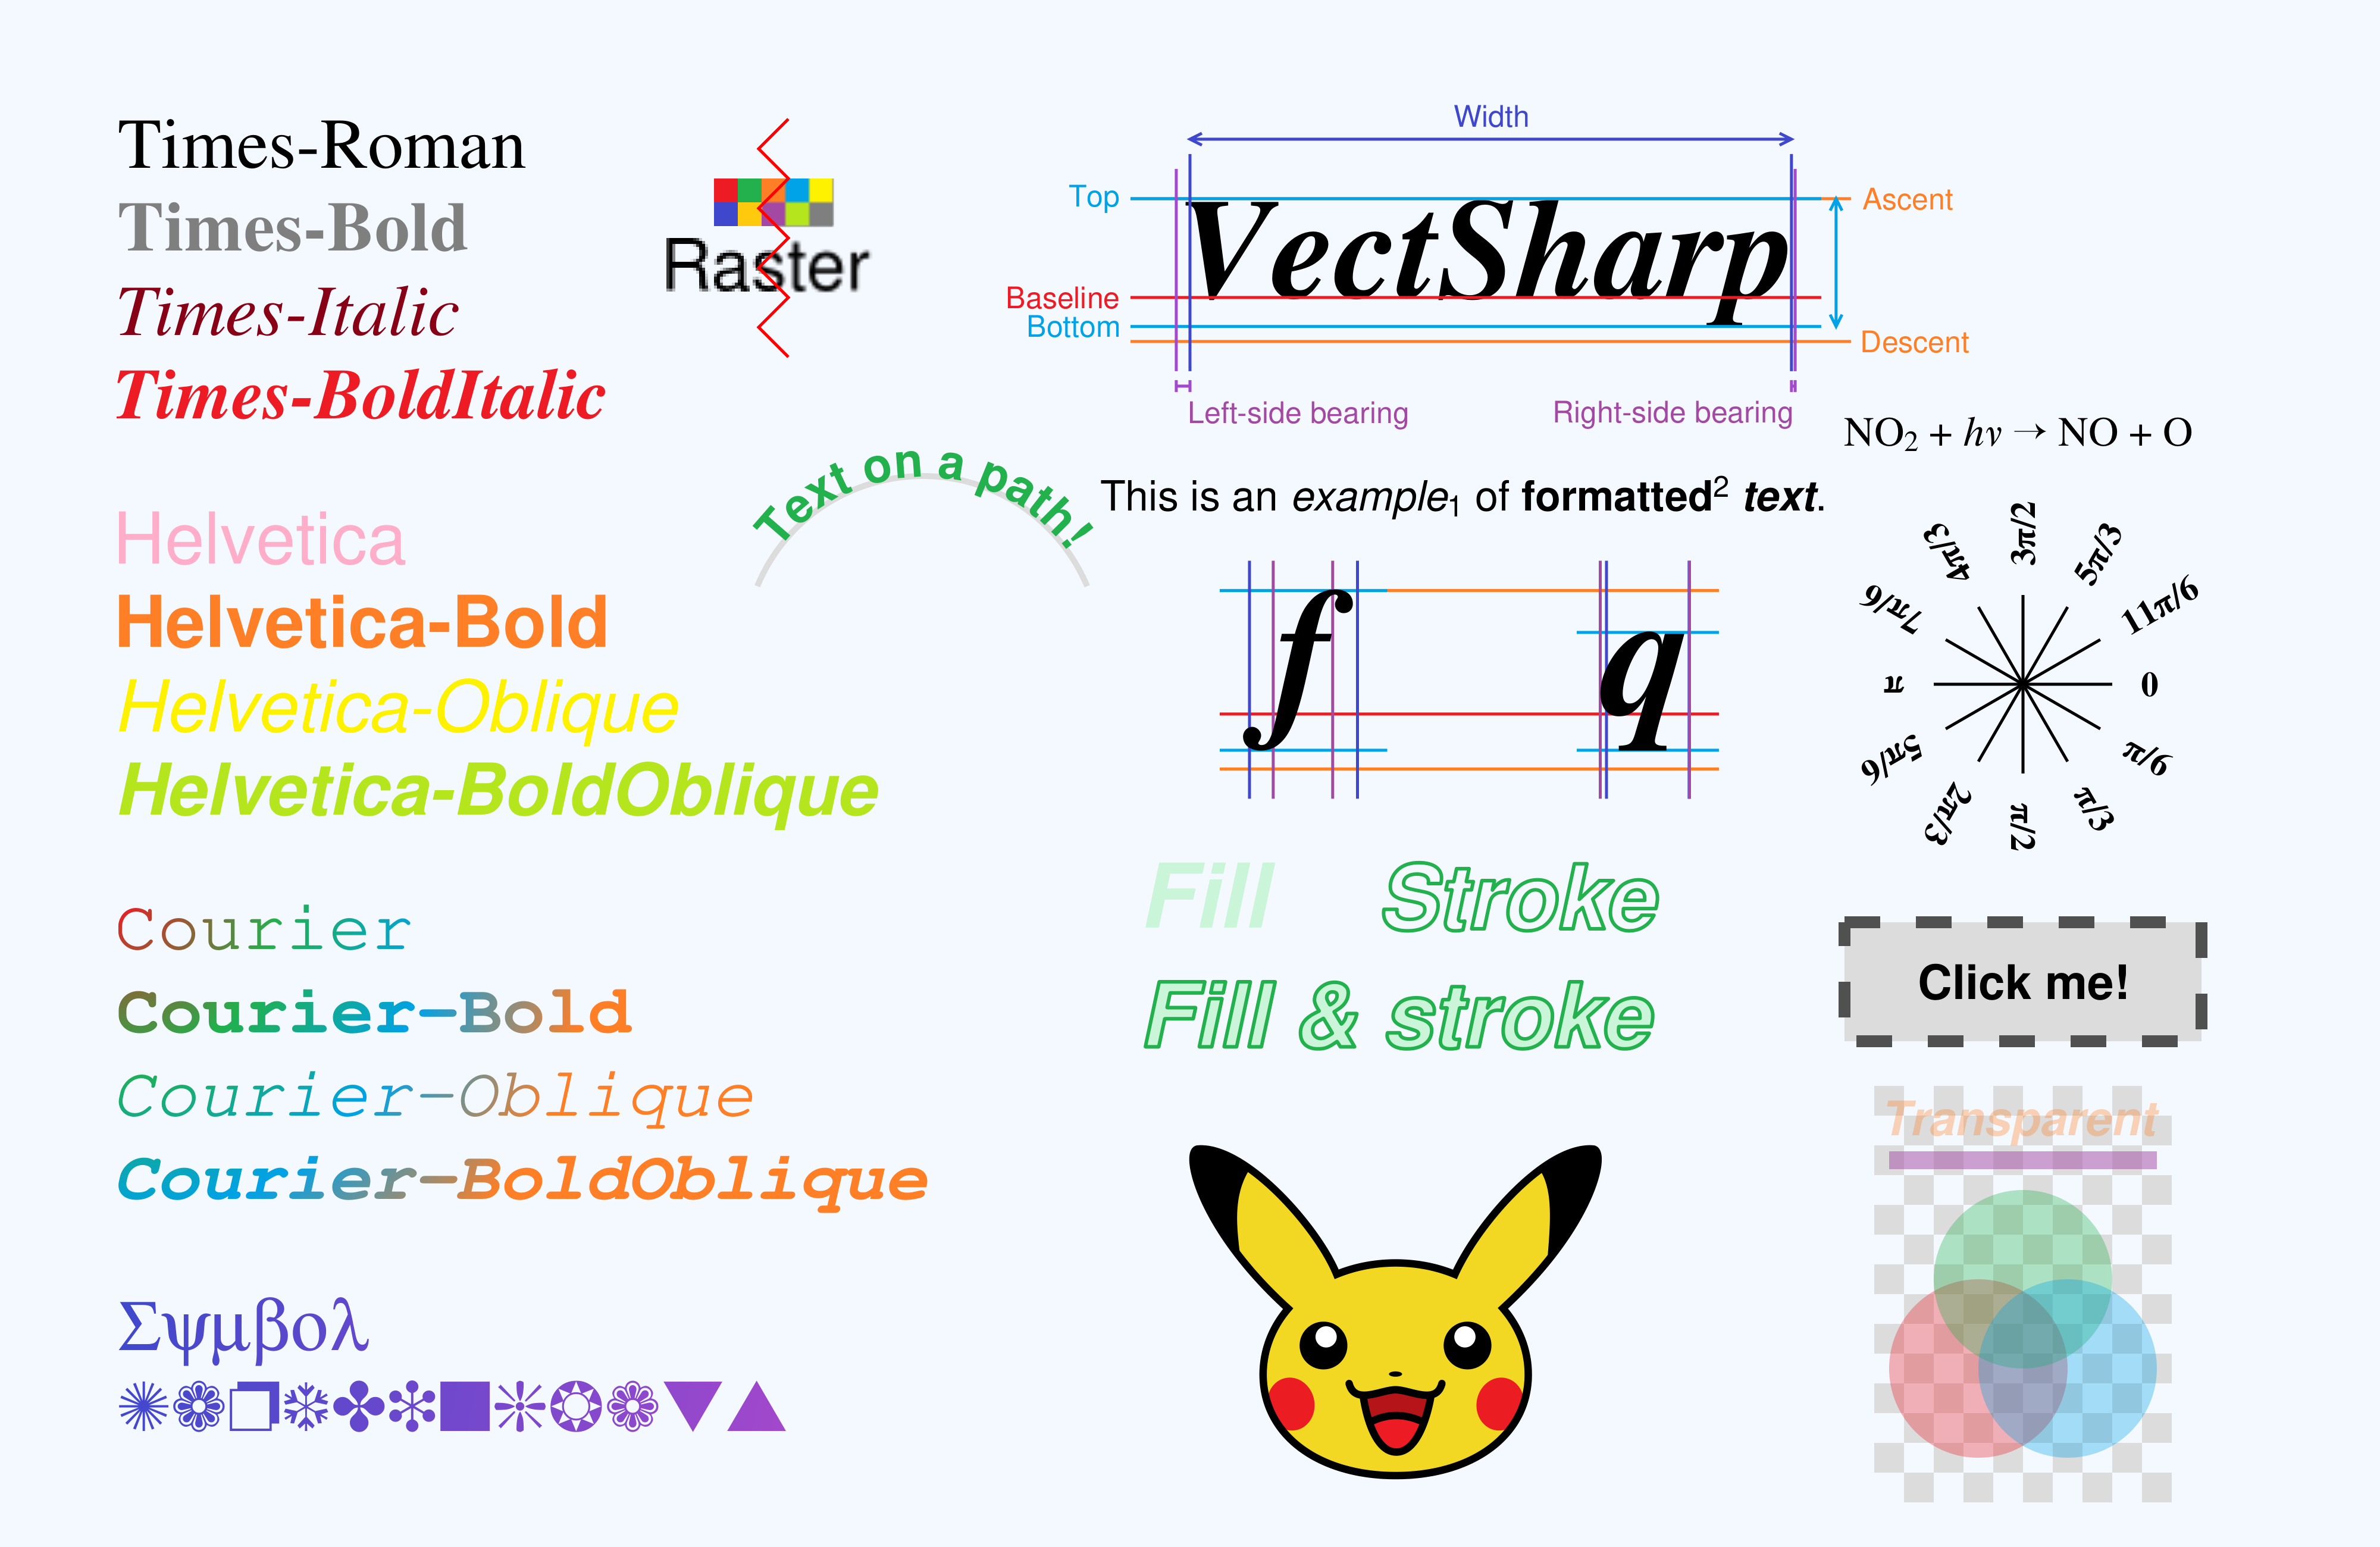 Times-Roman
Times-Bold
Times-Italic
Times-BoldItalic
Raster
Width
Top
Ascent
VectSharp
Baseline
Bottom
Descent
Left-side bearing
Right-side bearing
NO₂ + hν → NO + O
Text on a path!
This is an example₁ of formatted² text.
Helvetica
Helvetica-Bold
Helvetica-Oblique
Helvetica-BoldOblique
f
q
0
π/6
π/3
π/2
2π/3
5π/6
π
7π/6
4π/3
3π/2
5π/3
11π/6
Fill
Stroke
Fill & stroke
Click me!
Courier
Courier-Bold
Courier-Oblique
Courier-BoldOblique
Transparent
Σψμβολ
✺❁❐❆✤✣■❈❂❁▼▲